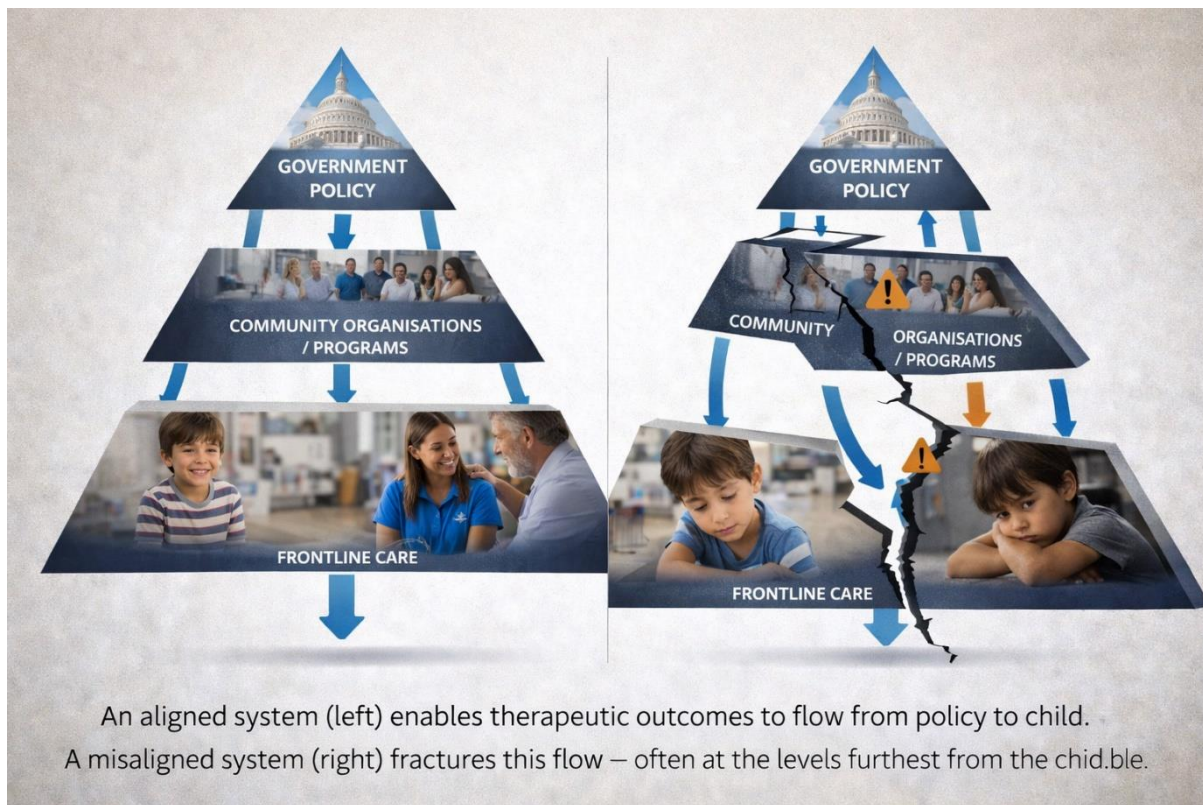 GOVERNMENT
POLICY
COMMUNITY ORGANISATIONS
/ PROGRAMS
FRONTLINE CARE
GOVERNMENT
POLICY
COMMUNITY
ORGANISATIONS
/ PROGRAMS
FRONTLINE CARE
An aligned system (left) enables therapeutic outcomes to flow from policy to child.
A misaligned system (right) fractures this flow – often at the levels furthest from the chid.ble.